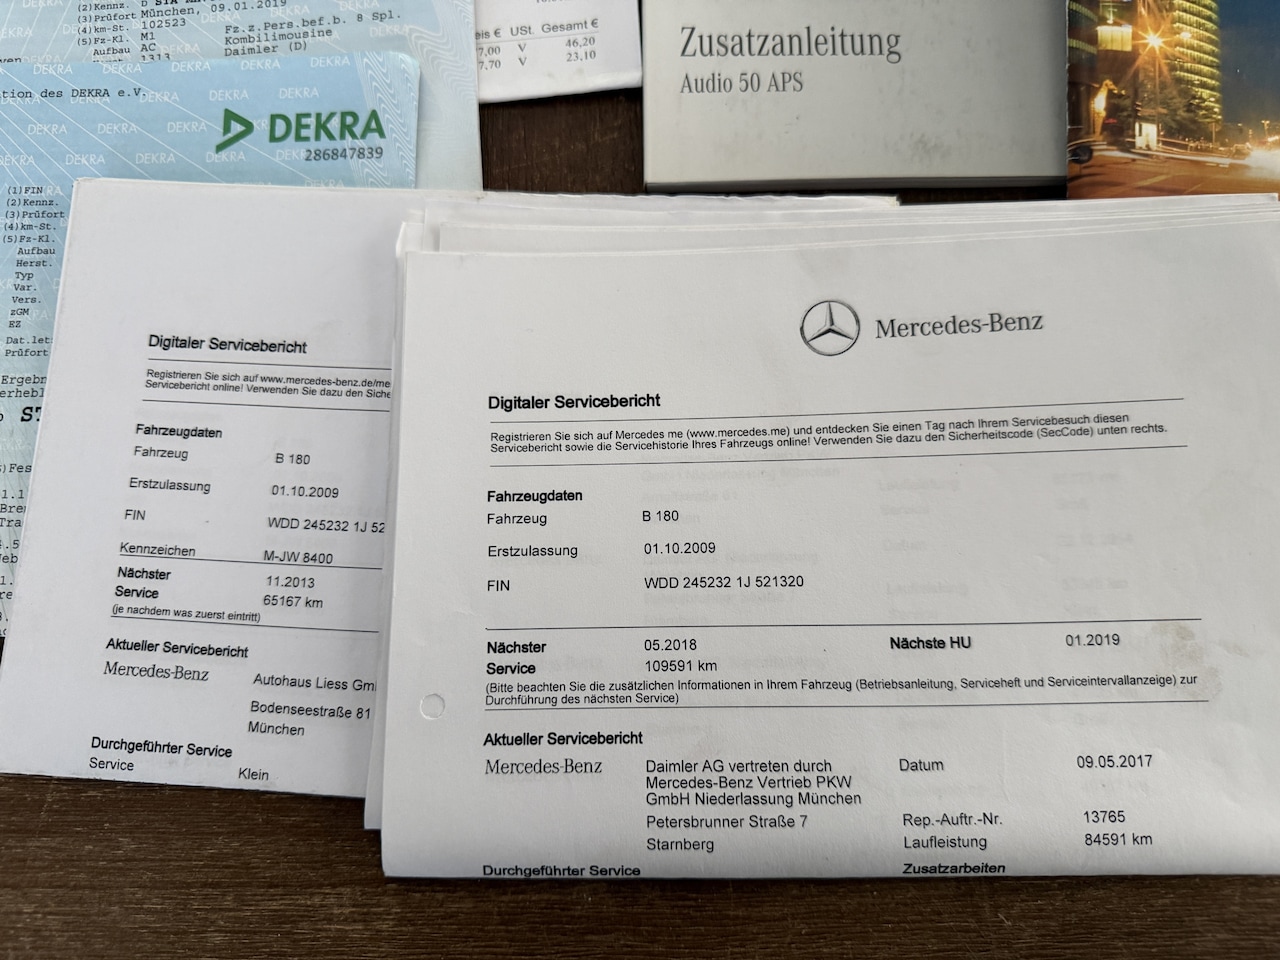 (2)Kennz. D STA
(3)Prüfort München, 09.01.2019
(4)km-St. 102523
(5)Fz-Kl. M1
Aufbau AC
1313
Fz.z.Pers.bef.b. 8 Spl.
Kombilimousine
Daimler (D)
tion des DEKRA e.V.
DEKRA
286847839
(1)FIN
(2)Kennz.
(3)Prüfort
(4)km-St.
(5)Fz-Kl.
Aufbau
Herst.
Typ
Var.
Vers.
zGM
EZ
Dat.let
Prüfort
Ergebn
erhebl
eis € USt. Gesamt €
7,00 V 46,20
7,70 V 23,10
Zusatzanleitung
Audio 50 APS
Digitaler Servicebericht
Registrieren Sie sich auf www.mercedes-benz.de/me
Servicebericht online! Verwenden Sie dazu den Siche
Fahrzeugdaten
Fahrzeug B 180
Erstzulassung 01.10.2009
FIN WDD 245232 1J 52
Kennzeichen M-JW 8400
Nächster 11.2013
Service 65167 km
(je nachdem was zuerst eintritt)
Aktueller Servicebericht
Mercedes-Benz Autohaus Liess Gm
Bodenseestraße 81
München
Durchgeführter Service
Service Klein
Mercedes-Benz
Digitaler Servicebericht
Registrieren Sie sich auf Mercedes me (www.mercedes.me) und entdecken Sie einen Tag nach Ihrem Servicebesuch diesen
Servicebericht sowie die Servicehistorie Ihres Fahrzeugs online! Verwenden Sie dazu den Sicherheitscode (SecCode) unten rechts.
Fahrzeugdaten
Fahrzeug B 180
Erstzulassung 01.10.2009
FIN WDD 245232 1J 521320
Nächster 05.2018 Nächste HU 01.2019
Service 109591 km
(Bitte beachten Sie die zusätzlichen Informationen in Ihrem Fahrzeug (Betriebsanleitung, Serviceheft und Serviceintervallanzeige) zur
Durchführung des nächsten Service)
Aktueller Servicebericht
Mercedes-Benz Daimler AG vertreten durch Datum 09.05.2017
Mercedes-Benz Vertrieb PKW
GmbH Niederlassung München
Petersbrunner Straße 7 Rep.-Auftr.-Nr. 13765
Starnberg Laufleistung 84591 km
Durchgeführter Service Zusatzarbeiten